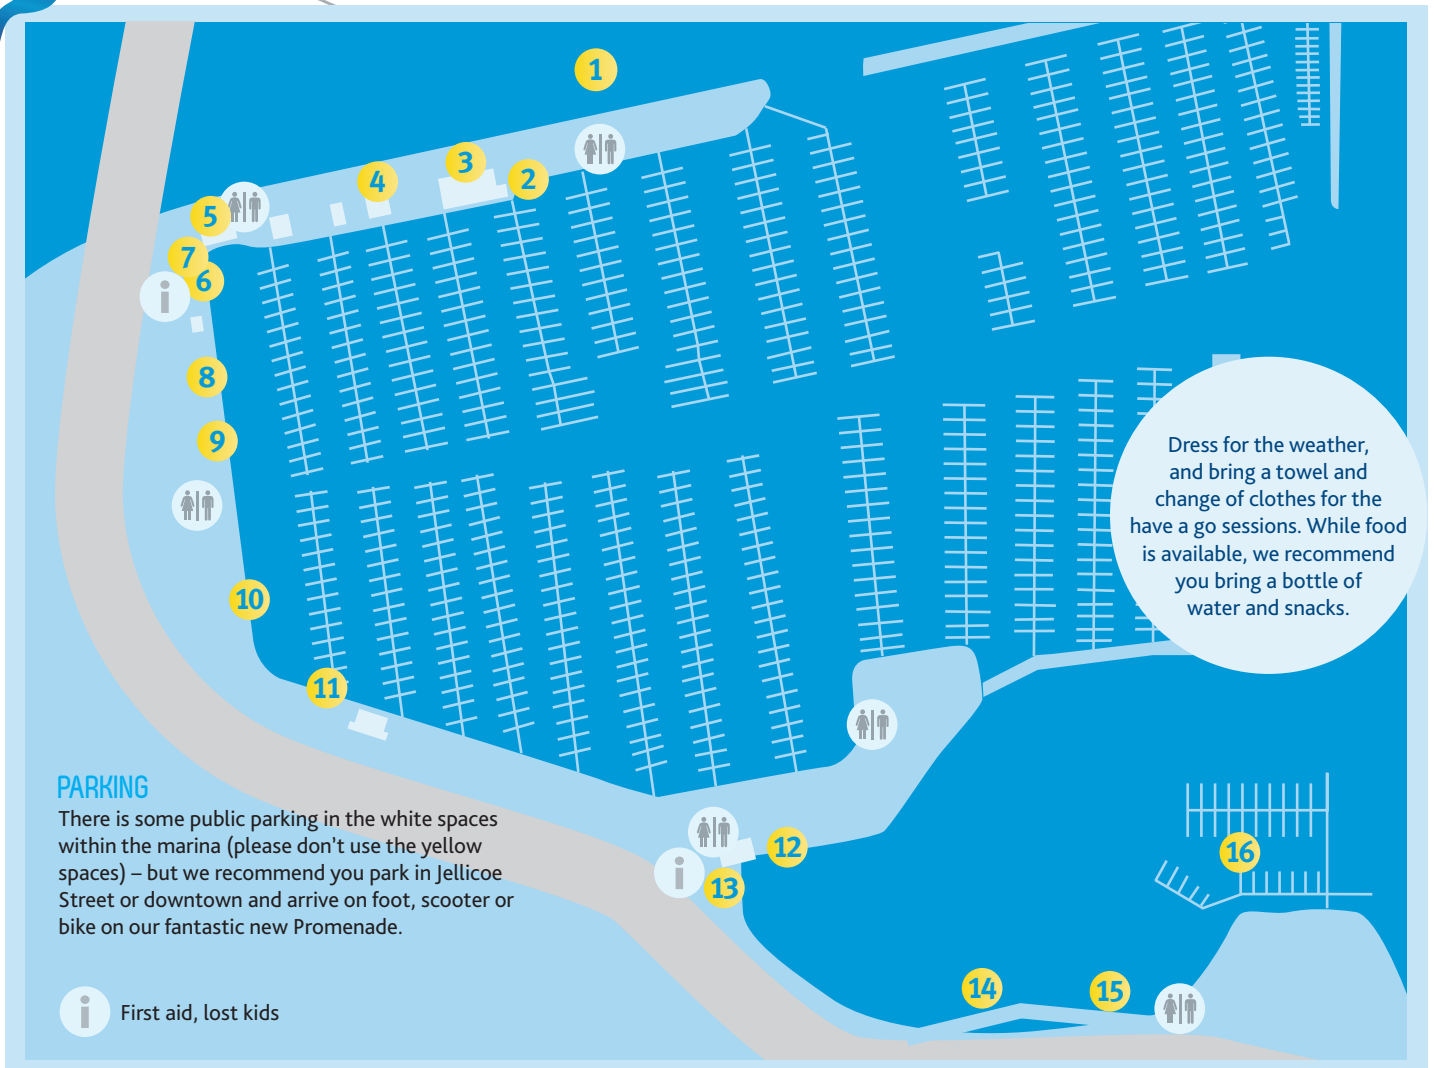 1
3
2
4
5
7
6
i
8
9
10
11
Dress for the weather,
and bring a towel and
change of clothes for the
have a go sessions. While food
is available, we recommend
you bring a bottle of
water and snacks.
PARKING
There is some public parking in the white spaces
within the marina (please don’t use the yellow
spaces) – but we recommend you park in Jellicoe
Street or downtown and arrive on foot, scooter or
bike on our fantastic new Promenade.
12
i
13
16
14
15
i First aid, lost kids